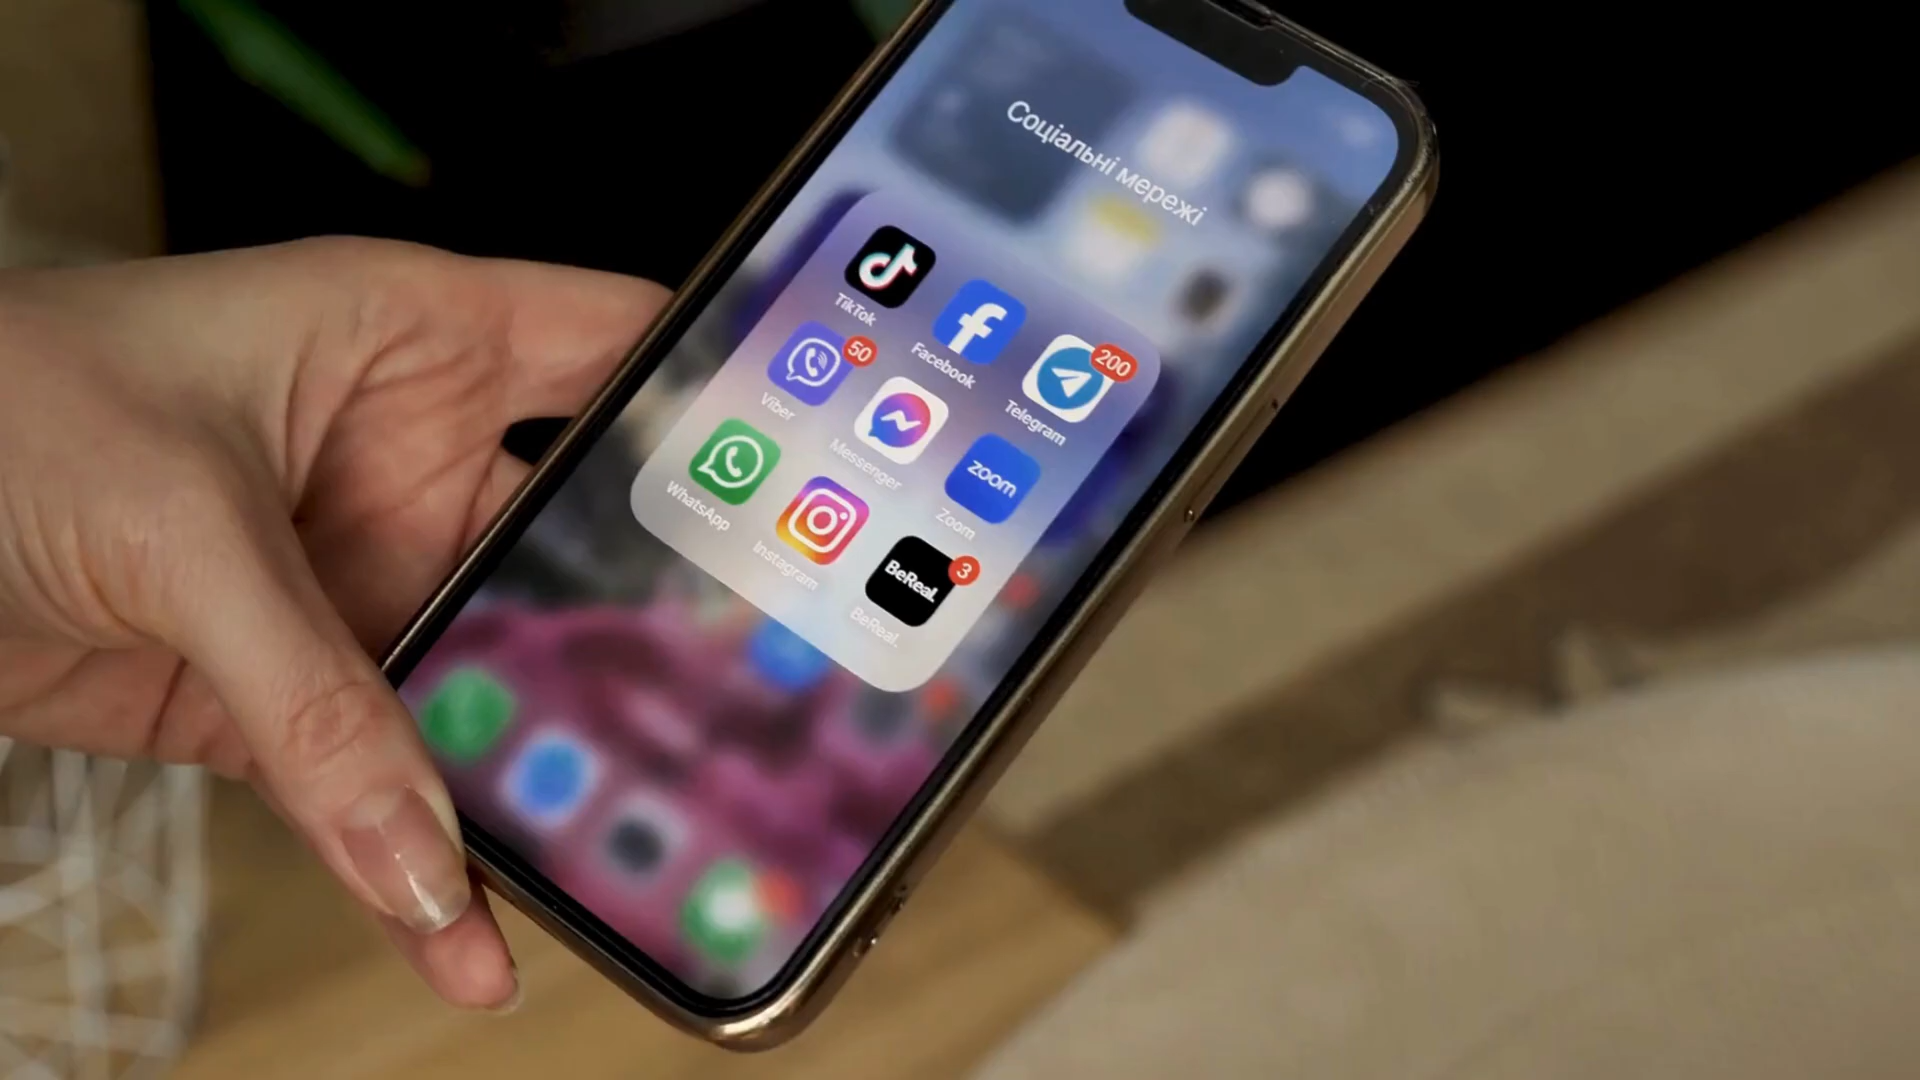 Соціальні мережі
TikTok
Facebook
200
Telegram
50
Viber
Messenger
zoom
Zoom
WhatsApp
Instagram
BeReal.
3
BeReal.